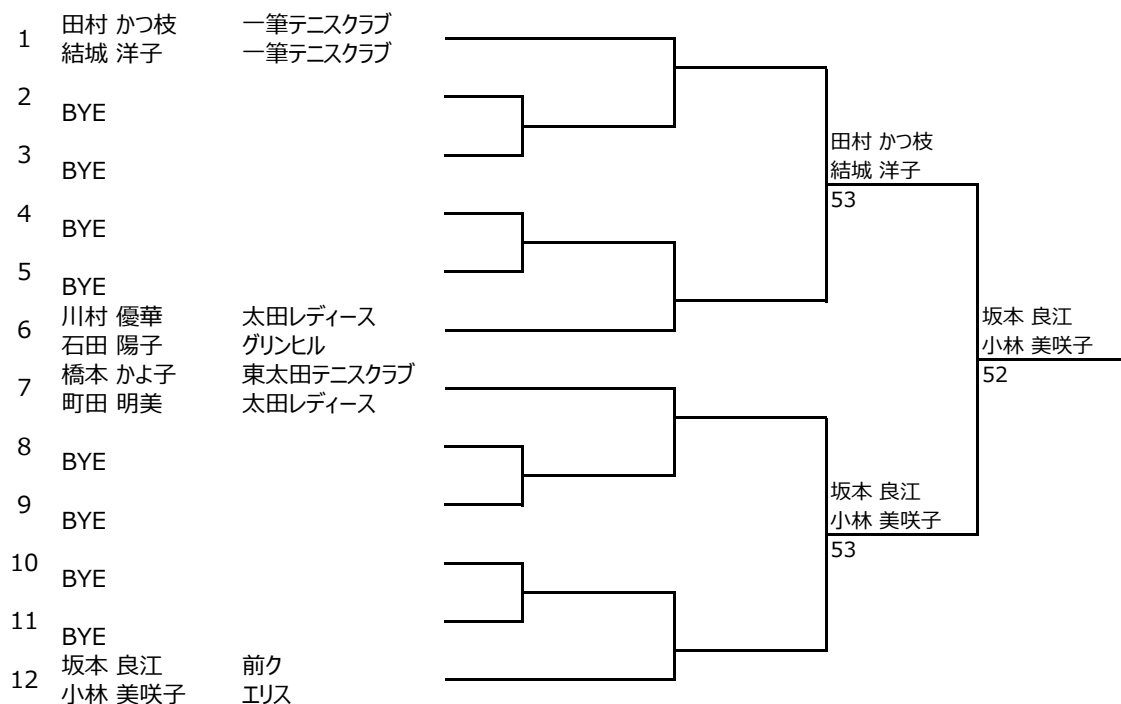 1
田村 かつ枝 一筆テニスクラブ
結城 洋子 一筆テニスクラブ
2
BYE
3
BYE
4
BYE
5
BYE
6
川村 優華 太田レディース
石田 陽子 グリンヒル
7
橋本 かよ子 東太田テニスクラブ
町田 明美 太田レディース
8
BYE
9
BYE
10
BYE
11
BYE
12
坂本 良江 前ク
小林 美咲子 エリス
田村 かつ枝
結城 洋子
53
坂本 良江
小林 美咲子
53
坂本 良江
小林 美咲子
52